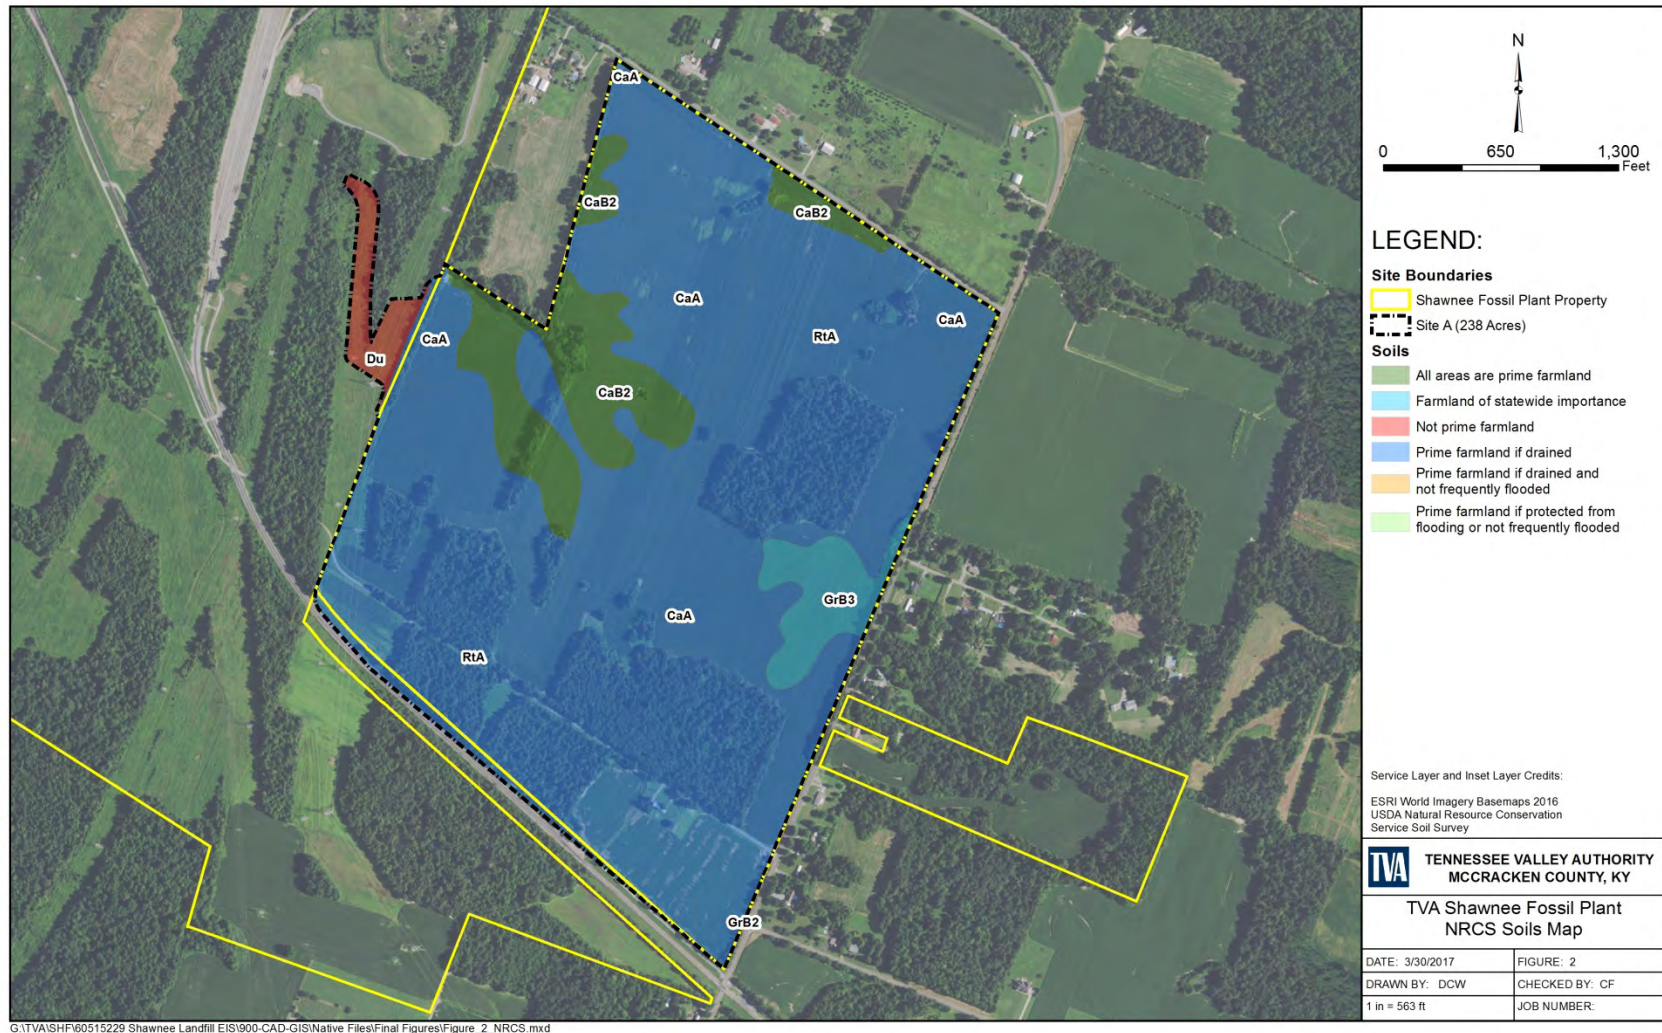 CaA
CaB2
CaB2
CaA
CaA
RtA
CaA
Du
CaB2
GrB3
CaA
RtA
GrB2
N
0 650 1,300
Feet
LEGEND:
Site Boundaries
Shawnee Fossil Plant Property
Site A (238 Acres)
Soils
All areas are prime farmland
Farmland of statewide importance
Not prime farmland
Prime farmland if drained
Prime farmland if drained and
not frequently flooded
Prime farmland if protected from
flooding or not frequently flooded
Service Layer and Inset Layer Credits:
ESRI World Imagery Basemaps 2016
USDA Natural Resource Conservation
Service Soil Survey
TVA
TENNESSEE VALLEY AUTHORITY
MCCRACKEN COUNTY, KY
TVA Shawnee Fossil Plant
NRCS Soils Map
DATE: 3/30/2017
FIGURE: 2
DRAWN BY: DCW
CHECKED BY: CF
1 in = 563 ft
JOB NUMBER:
G:\TVA\SHF\60515229 Shawnee Landfill EIS\900-CAD-GIS\Native Files\Final Figures\Figure_2_NRCS.mxd